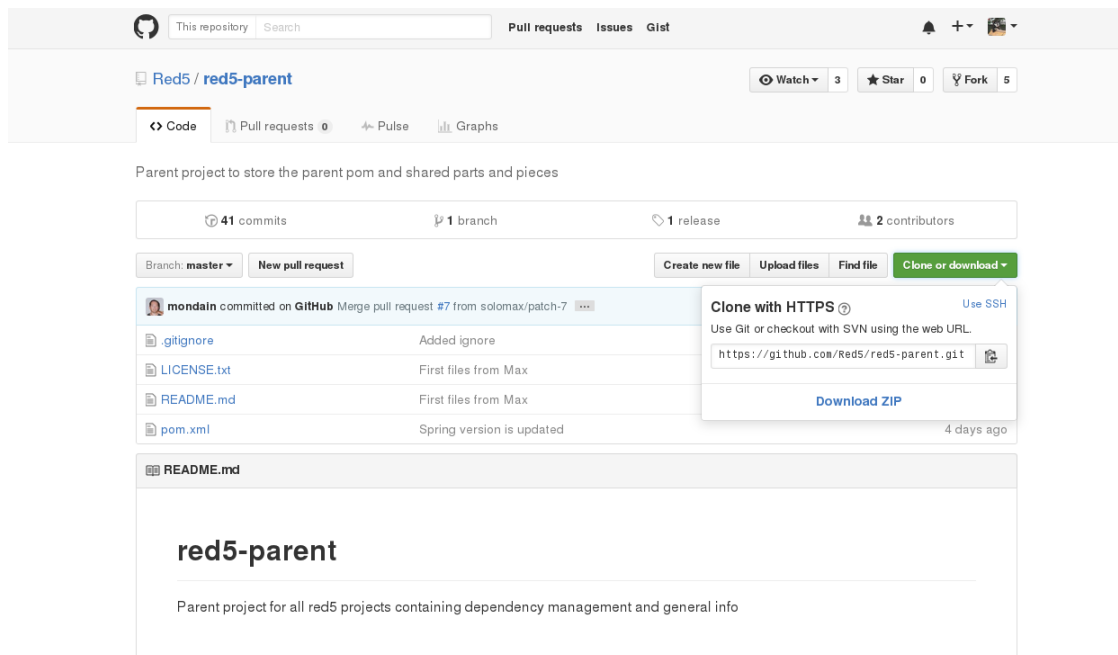 This repository Search Pull requests Issues Gist
Red5 / red5-parent Watch 3 Star 0 Fork 5
Code Pull requests 0 Pulse Graphs
Parent project to store the parent pom and shared parts and pieces
41 commits 1 branch 1 release 2 contributors
Branch: master New pull request Create new file Upload files Find file Clone or download
mondain committed on GitHub Merge pull request #7 from solomax/patch-7 ...
.gitignore Added ignore
LICENSE.txt First files from Max
README.md First files from Max
pom.xml Spring version is updated 4 days ago
Clone with HTTPS ? Use SSH
Use Git or checkout with SVN using the web URL.
https://github.com/Red5/red5-parent.git
Download ZIP
README.md
red5-parent
Parent project for all red5 projects containing dependency management and general info